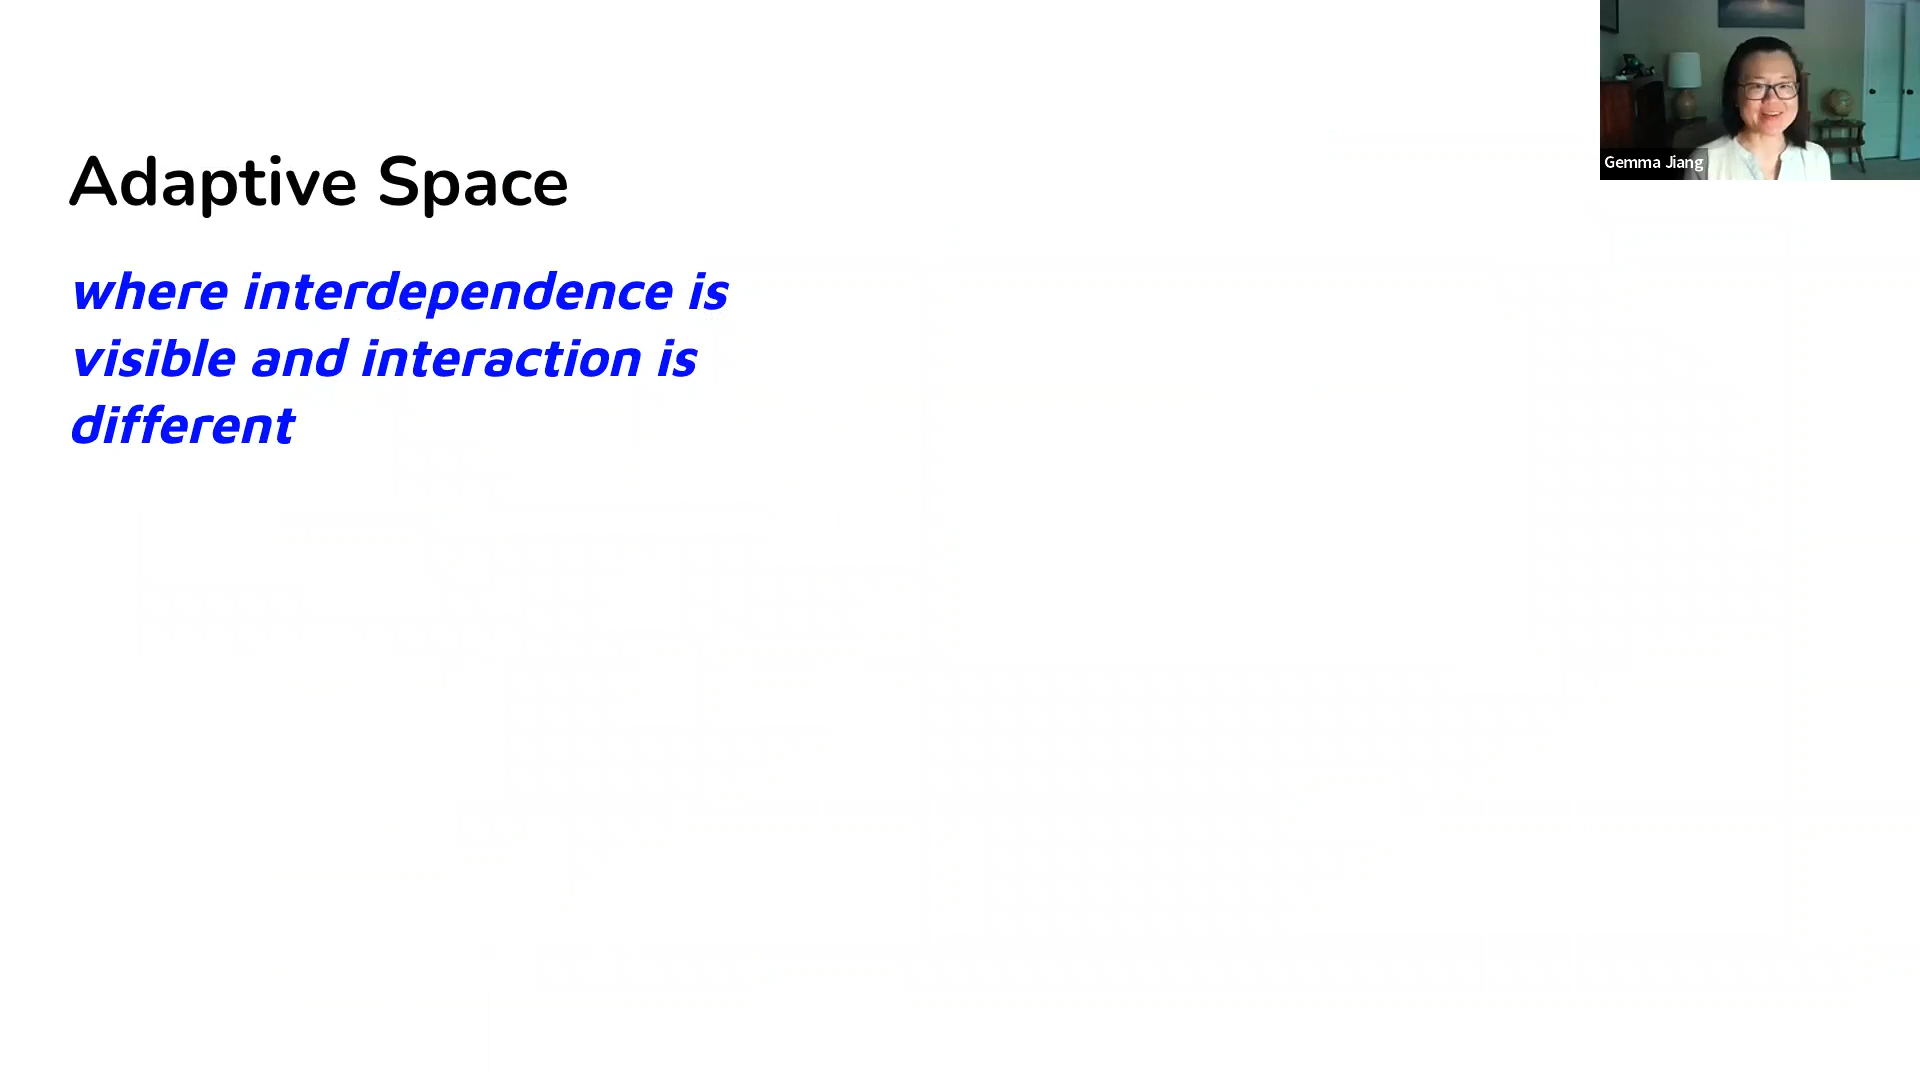 Adaptive Space
where interdependence is
visible and interaction is
different
Gemma Jiang